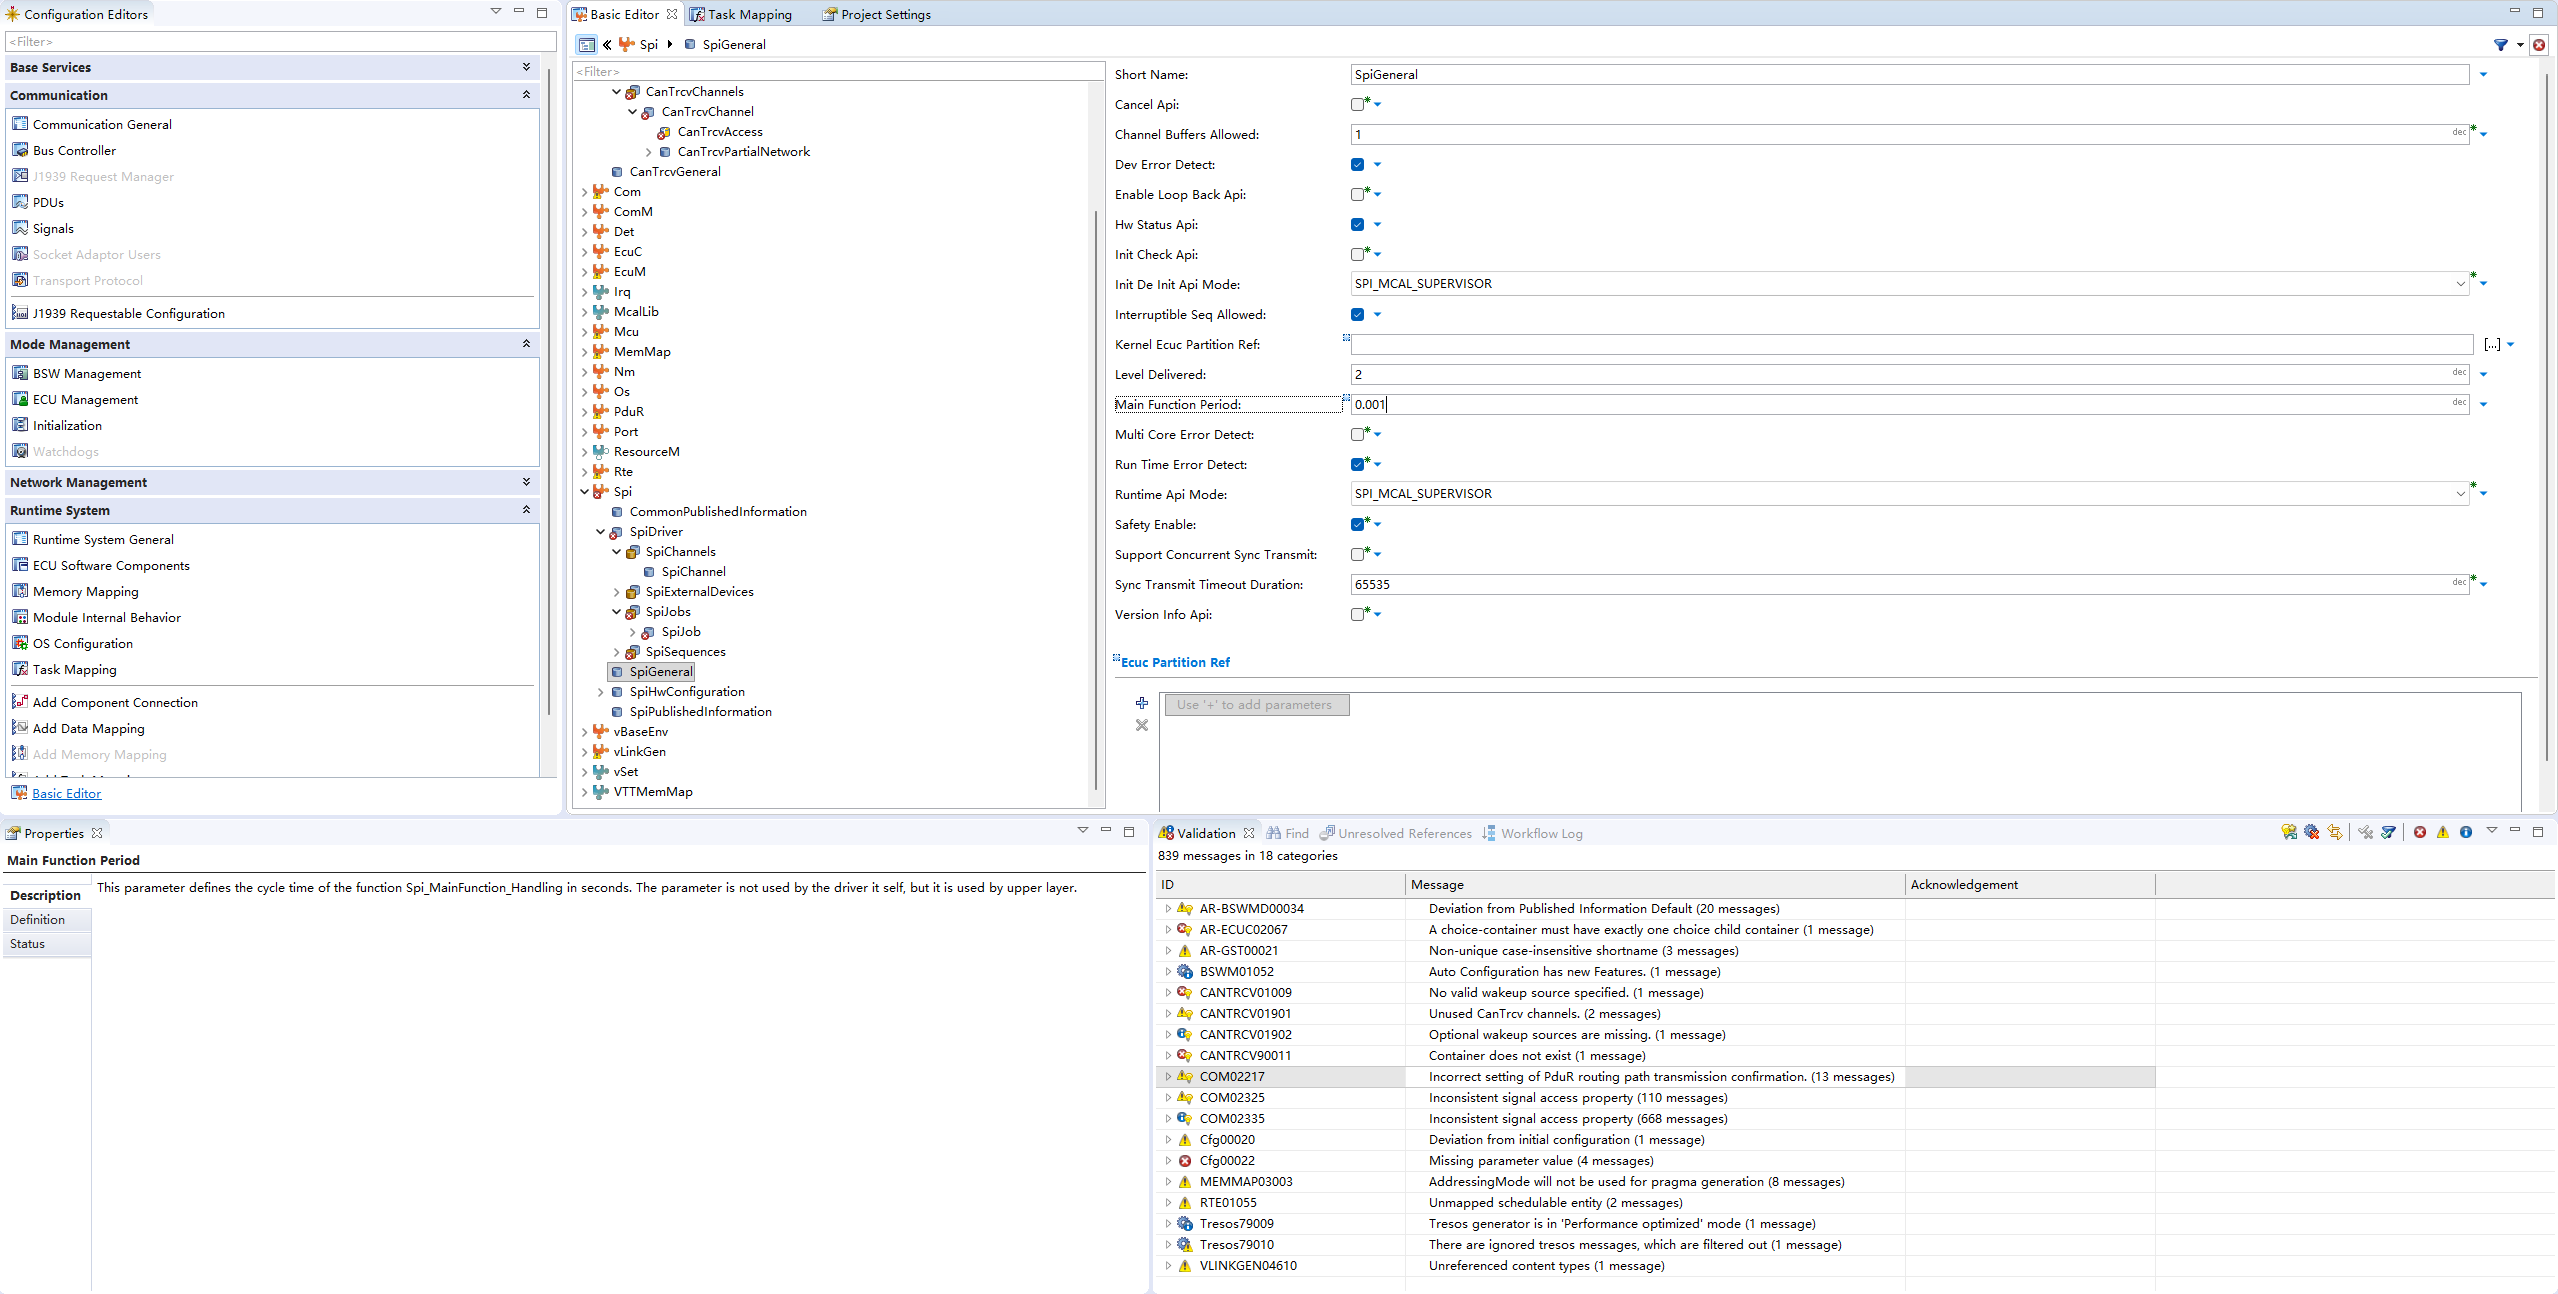 Configuration Editors
<Filter>
Base Services
Communication
Communication General
Bus Controller
J1939 Request Manager
PDUs
Signals
Socket Adaptor Users
Transport Protocol
J1939 Requestable Configuration
Mode Management
BSW Management
ECU Management
Initialization
Watchdogs
Network Management
Runtime System
Runtime System General
ECU Software Components
Memory Mapping
Module Internal Behavior
OS Configuration
Task Mapping
Add Component Connection
Add Data Mapping
Add Memory Mapping
Basic Editor
Basic Editor
Task Mapping
Project Settings
Spi
SpiGeneral
<Filter>
CanTrcvChannels
CanTrcvChannel
CanTrcvAccess
CanTrcvPartialNetwork
CanTrcvGeneral
Com
ComM
Det
EcuC
EcuM
Irq
McalLib
Mcu
MemMap
Nm
Os
PduR
Port
ResourceM
Rte
Spi
CommonPublishedInformation
SpiDriver
SpiChannels
SpiChannel
SpiExternalDevices
SpiJobs
SpiJob
SpiSequences
SpiGeneral
SpiHwConfiguration
SpiPublishedInformation
vBaseEnv
vLinkGen
vSet
VTTMemMap
Short Name: SpiGeneral
Cancel Api:
Channel Buffers Allowed: 1 dec
Dev Error Detect:
Enable Loop Back Api:
Hw Status Api:
Init Check Api:
Init De Init Api Mode: SPI_MCAL_SUPERVISOR
Interruptible Seq Allowed:
Kernel Ecuc Partition Ref: [...]
Level Delivered: 2 dec
Main Function Period: 0.001 dec
Multi Core Error Detect:
Run Time Error Detect:
Runtime Api Mode: SPI_MCAL_SUPERVISOR
Safety Enable:
Support Concurrent Sync Transmit:
Sync Transmit Timeout Duration: 65535 dec
Version Info Api:
Ecuc Partition Ref
Use '+' to add parameters
Properties
Main Function Period
Description
Definition
Status
This parameter defines the cycle time of the function Spi_MainFunction_Handling in seconds. The parameter is not used by the driver it self, but it is used by upper layer.
Validation
Find
Unresolved References
Workflow Log
839 messages in 18 categories
ID Message Acknowledgement
AR-BSWMD00034 Deviation from Published Information Default (20 messages)
AR-ECUC02067 A choice-container must have exactly one choice child container (1 message)
AR-GST00021 Non-unique case-insensitive shortname (3 messages)
BSWM01052 Auto Configuration has new Features. (1 message)
CANTRCV01009 No valid wakeup source specified. (1 message)
CANTRCV01901 Unused CanTrcv channels. (2 messages)
CANTRCV01902 Optional wakeup sources are missing. (1 message)
CANTRCV90011 Container does not exist (1 message)
COM02217 Incorrect setting of PduR routing path transmission confirmation. (13 messages)
COM02325 Inconsistent signal access property (110 messages)
COM02335 Inconsistent signal access property (668 messages)
Cfg00020 Deviation from initial configuration (1 message)
Cfg00022 Missing parameter value (4 messages)
MEMMAP03003 AddressingMode will not be used for pragma generation (8 messages)
RTE01055 Unmapped schedulable entity (2 messages)
Tresos79009 Tresos generator is in 'Performance optimized' mode (1 message)
Tresos79010 There are ignored tresos messages, which are filtered out (1 message)
VLINKGEN04610 Unreferenced content types (1 message)